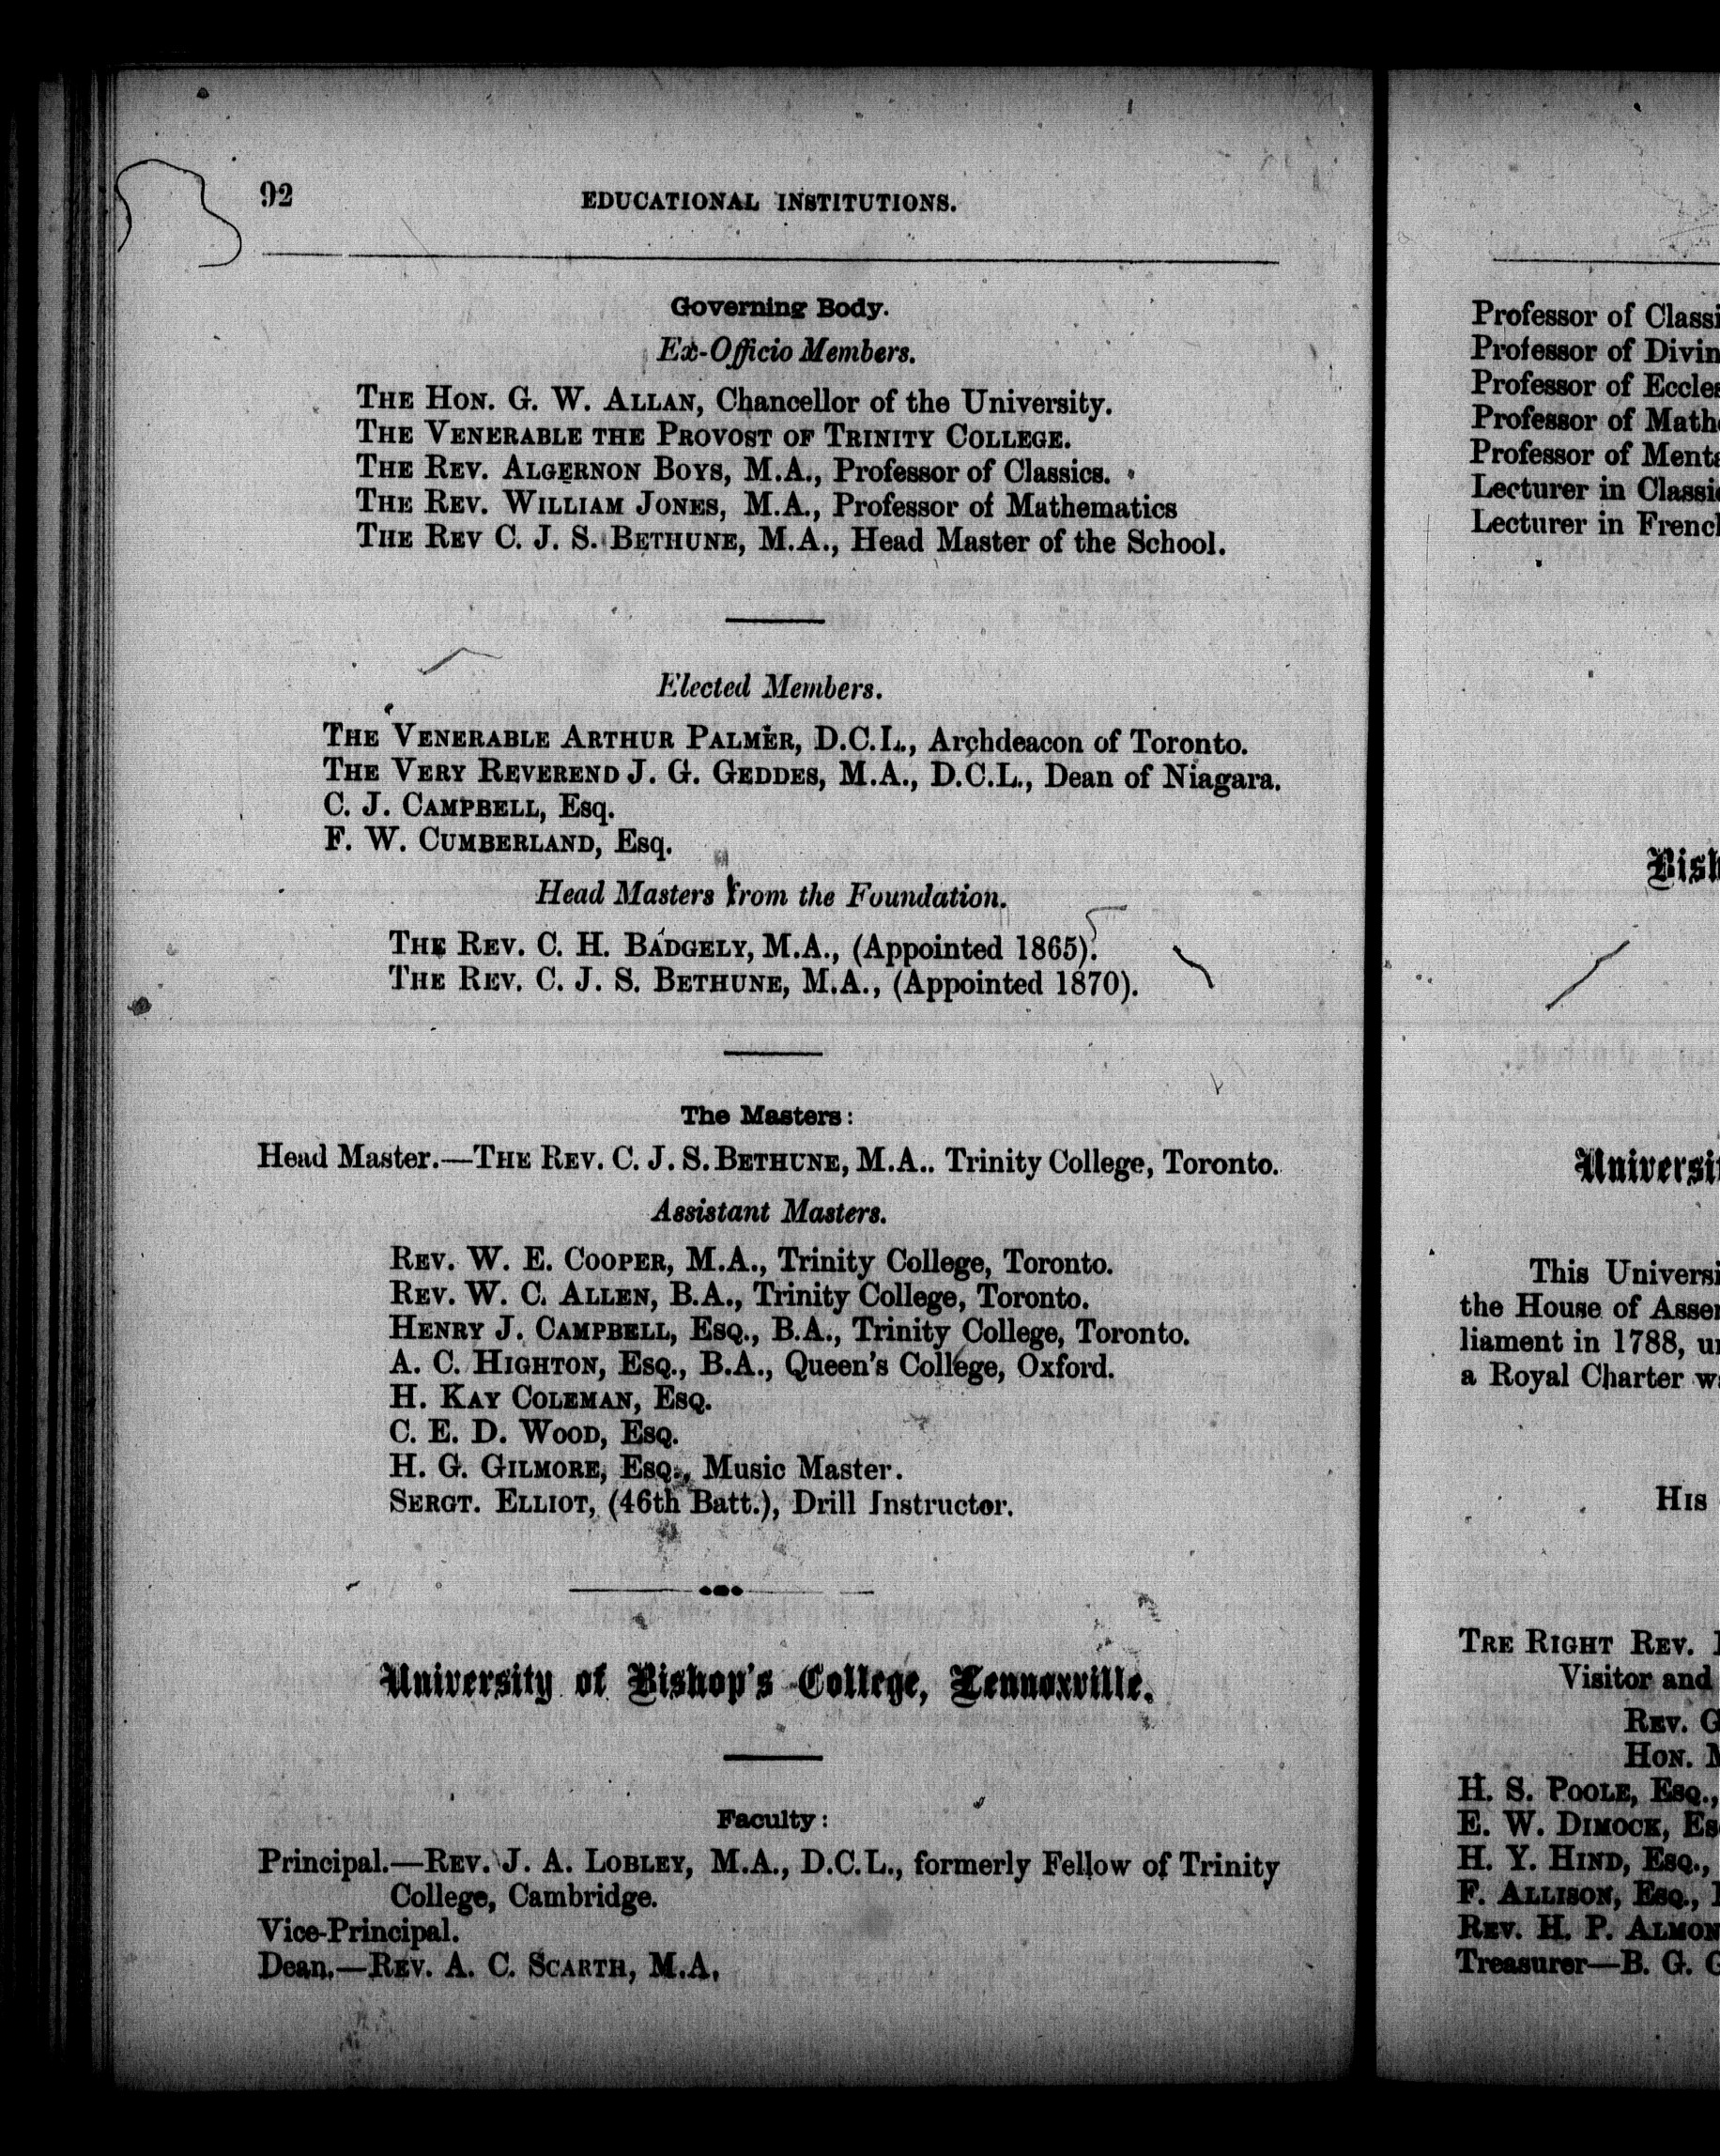 92
EDUCATIONAL INSTITUTIONS.
Governing Body.
Ex-Officio Members.
THE HON. G. W. ALLAN, Chancellor of the University.
THE VENERABLE THE PROVOST OF TRINITY COLLEGE.
THE REV. ALGERNON BOYS, M.A., Professor of Classics.
THE REV. WILLIAM JONES, M.A., Professor of Mathematics
THE REV C. J. S. BETHUNE, M.A., Head Master of the School.
Elected Members.
THE VENERABLE ARTHUR PALMER, D.C.L., Archdeacon of Toronto.
THE VERY REVEREND J. G. GEDDES, M.A., D.C.L., Dean of Niagara.
C. J. CAMPBELL, Esq.
F. W. CUMBERLAND, Esq.
Head Masters from the Foundation.
THE REV. C. H. BADGELY, M.A., (Appointed 1865).
THE REV. C. J. S. BETHUNE, M.A., (Appointed 1870).
The Masters:
Head Master.—THE REV. C. J. S. BETHUNE, M.A.. Trinity College, Toronto.
Assistant Masters.
REV. W. E. COOPER, M.A., Trinity College, Toronto.
REV. W. C. ALLEN, B.A., Trinity College, Toronto.
HENRY J. CAMPBELL, ESQ., B.A., Trinity College, Toronto.
A. C. HIGHTON, ESQ., B.A., Queen's College, Oxford.
H. KAY COLEMAN, ESQ.
C. E. D. WOOD, ESQ.
H. G. GILMORE, ESQ., Music Master.
SERGT. ELLIOT, (46th Batt.), Drill Instructor.
University of Bishop's College, Lennoxville.
Faculty:
Principal.—REV. J. A. LOBLEY, M.A., D.C.L., formerly Fellow of Trinity
College, Cambridge.
Vice-Principal.
Dean.—REV. A. C. SCARTH, M.A.
Professor of Classi
Professor of Divin
Professor of Eccles
Professor of Math
Professor of Ment
Lecturer in Classi
Lecturer in Frenc
Bish
Universi
This Universi
the House of Asse
liament in 1788, u
a Royal Charter w
HIS
TRE RIGHT REV.
Visitor and
REV. G
HON. M
H. S. POOLE, ESQ.,
E. W. DIMOCK, ES
H. Y. HIND, ESQ.,
F. ALLISON, ESQ.,
REV. H. P. ALMON
Treasurer—B. G.